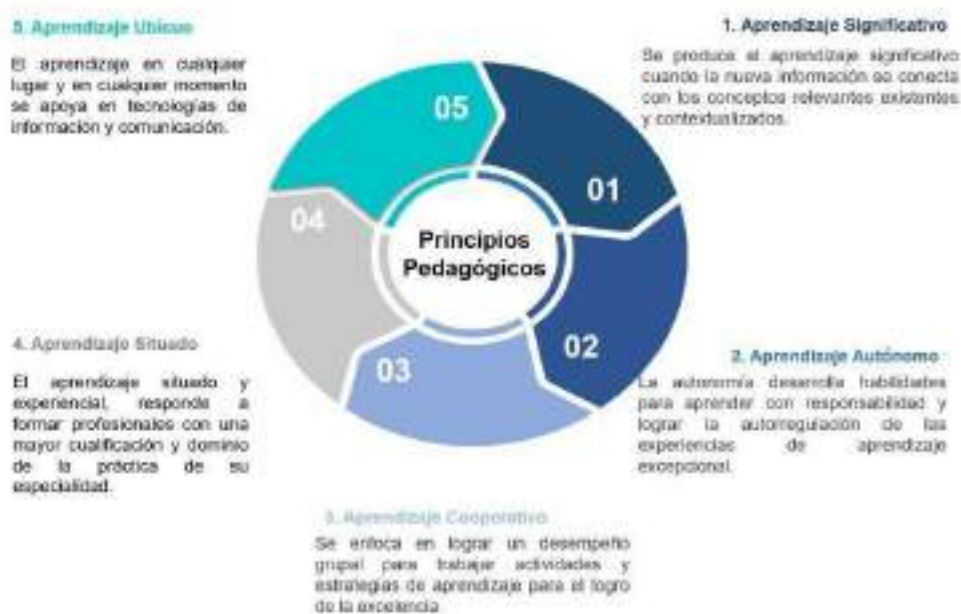 1. Aprendizaje Significativo
Se produce el aprendizaje significativo
cuando la nueva información se conecta
con los conceptos relevantes existentes
y contextualizados.
2. Aprendizaje Autónomo
La autonomía desarrolla habilidades
para aprender con responsabilidad y
lograr la autorregulación de las
experiencias de aprendizaje
excepcional.
3. Aprendizaje Cooperativo
Se enfoca en lograr un desempeño
grupal para trabajar actividades y
estrategias de aprendizaje para el logro
de la excelencia
4. Aprendizaje Situado
El aprendizaje situado y
experiencial, responde a
formar profesionales con una
mayor cualificación y dominio
de la práctica de su
especialidad.
5. Aprendizaje Ubicuo
El aprendizaje en cualquier
lugar y en cualquier momento
se apoya en tecnologías de
información y comunicación.
Principios
Pedagógicos
01
02
03
04
05